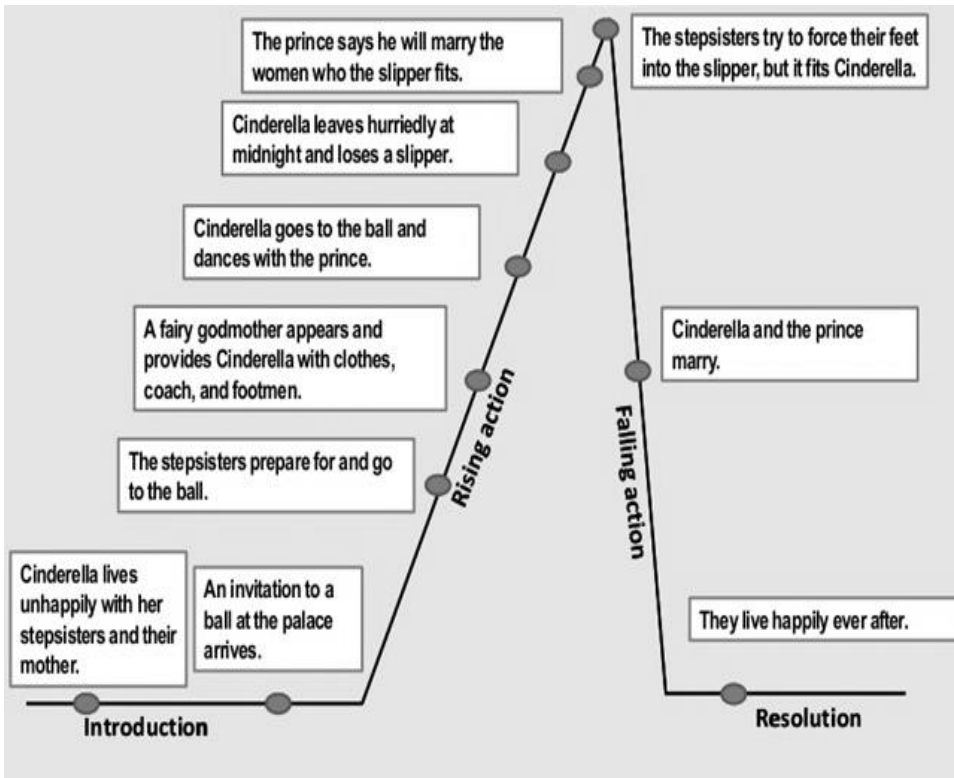 The prince says he will marry the
women who the slipper fits.
The stepsisters try to force their feet
into the slipper, but it fits Cinderella.
Cinderella leaves hurriedly at
midnight and loses a slipper.
Cinderella goes to the ball and
dances with the prince.
A fairy godmother appears and
provides Cinderella with clothes,
coach, and footmen.
Cinderella and the prince
marry.
Rising action
Falling action
The stepsisters prepare for and go
to the ball.
Cinderella lives
unhappily with her
stepsisters and their
mother.
An invitation to a
ball at the palace
arrives.
They live happily ever after.
Introduction
Resolution